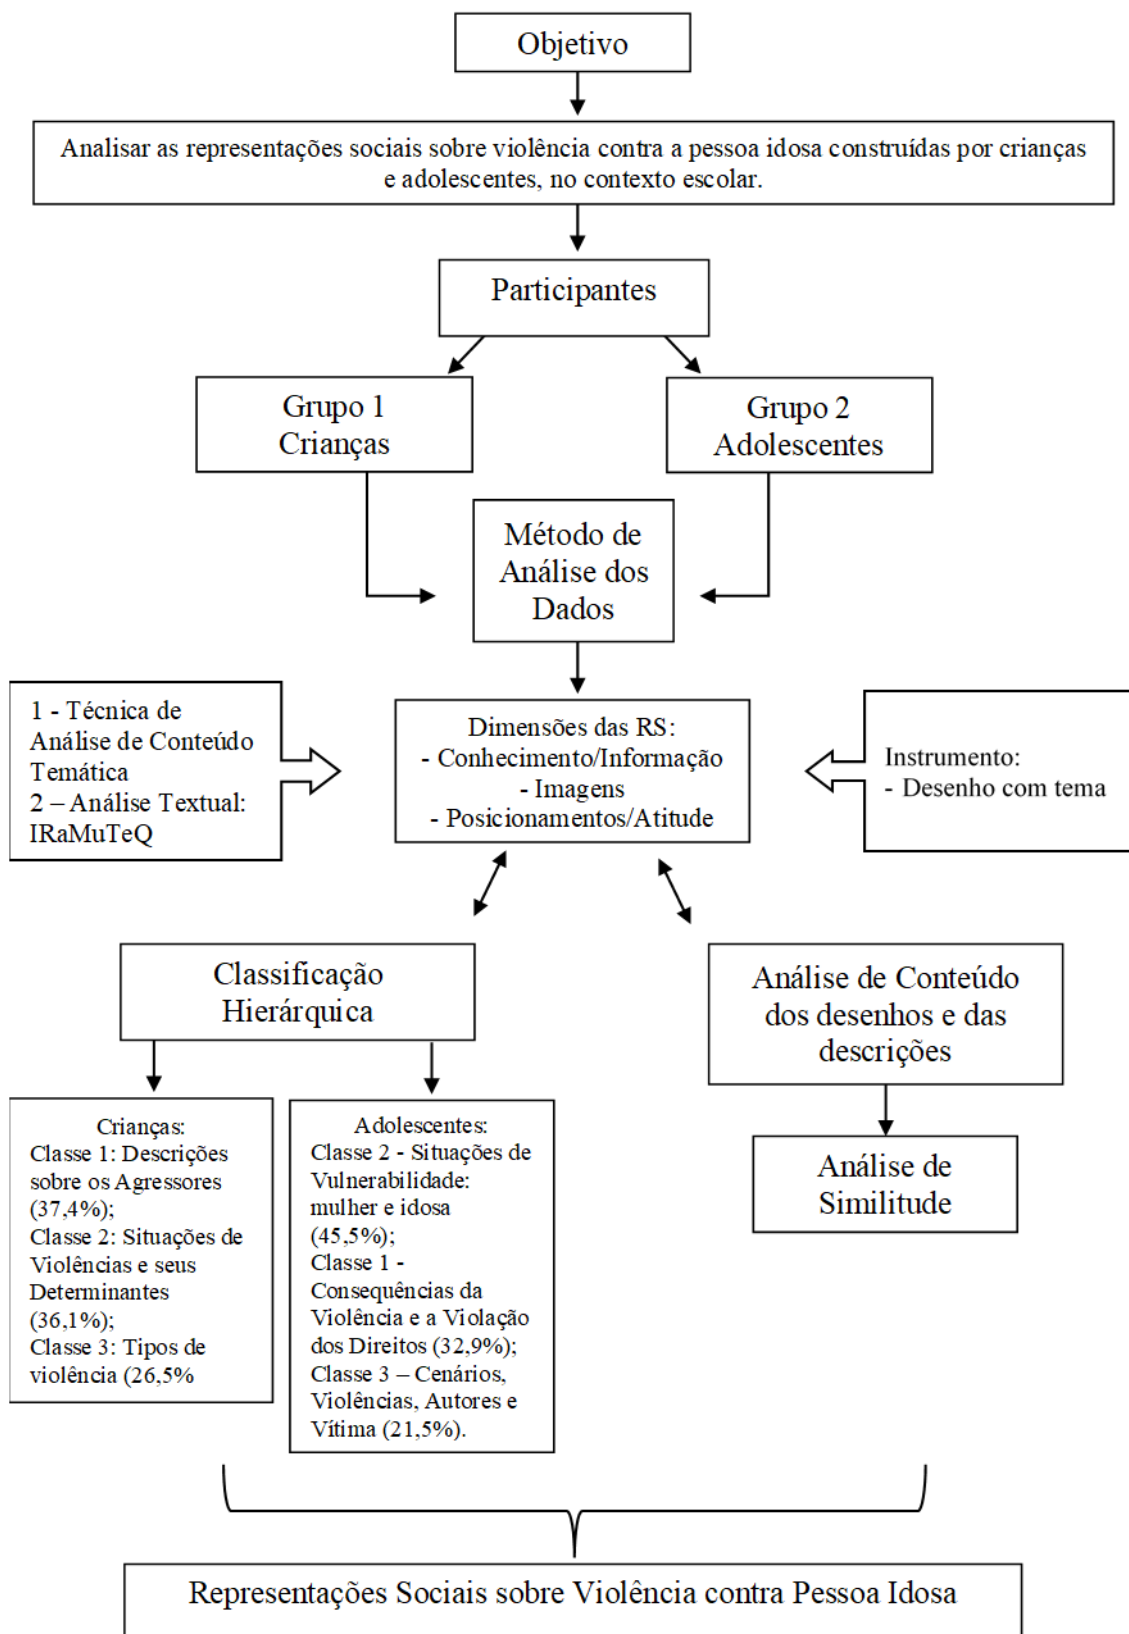 Objetivo
Analisar as representações sociais sobre violência contra a pessoa idosa construídas por crianças
e adolescentes, no contexto escolar.
Participantes
Grupo 1
Crianças
Grupo 2
Adolescentes
Método de
Análise dos
Dados
1 - Técnica de
Análise de Conteúdo
Temática
2 – Análise Textual:
IRaMuTeQ
Dimensões das RS:
- Conhecimento/Informação
- Imagens
- Posicionamentos/Atitude
Instrumento:
- Desenho com tema
Classificação
Hierárquica
Análise de Conteúdo
dos desenhos e das
descrições
Crianças:
Classe 1: Descrições
sobre os Agressores
(37,4%);
Classe 2: Situações de
Violências e seus
Determinantes
(36,1%);
Classe 3: Tipos de
violência (26,5%
Adolescentes:
Classe 2 - Situações de
Vulnerabilidade:
mulher e idosa
(45,5%);
Classe 1 -
Consequências da
Violência e a Violação
dos Direitos (32,9%);
Classe 3 – Cenários,
Violências, Autores e
Vítima (21,5%).
Análise de
Similitude
Representações Sociais sobre Violência contra Pessoa Idosa